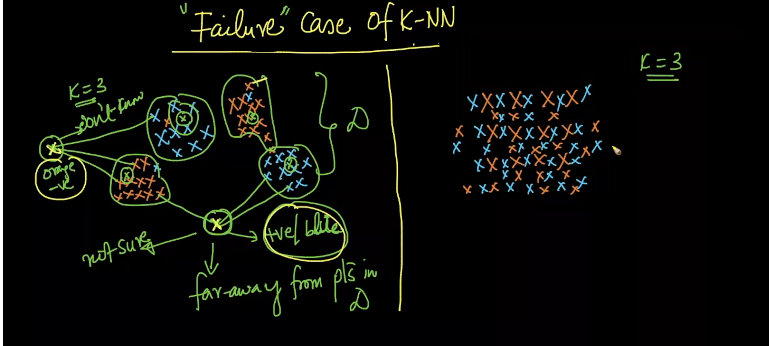 "Failure" Case of K-NN
K = 3
K = 3
don't know
D
orange
-ve
+ve/ blue
not sure
far-away from pts in
D